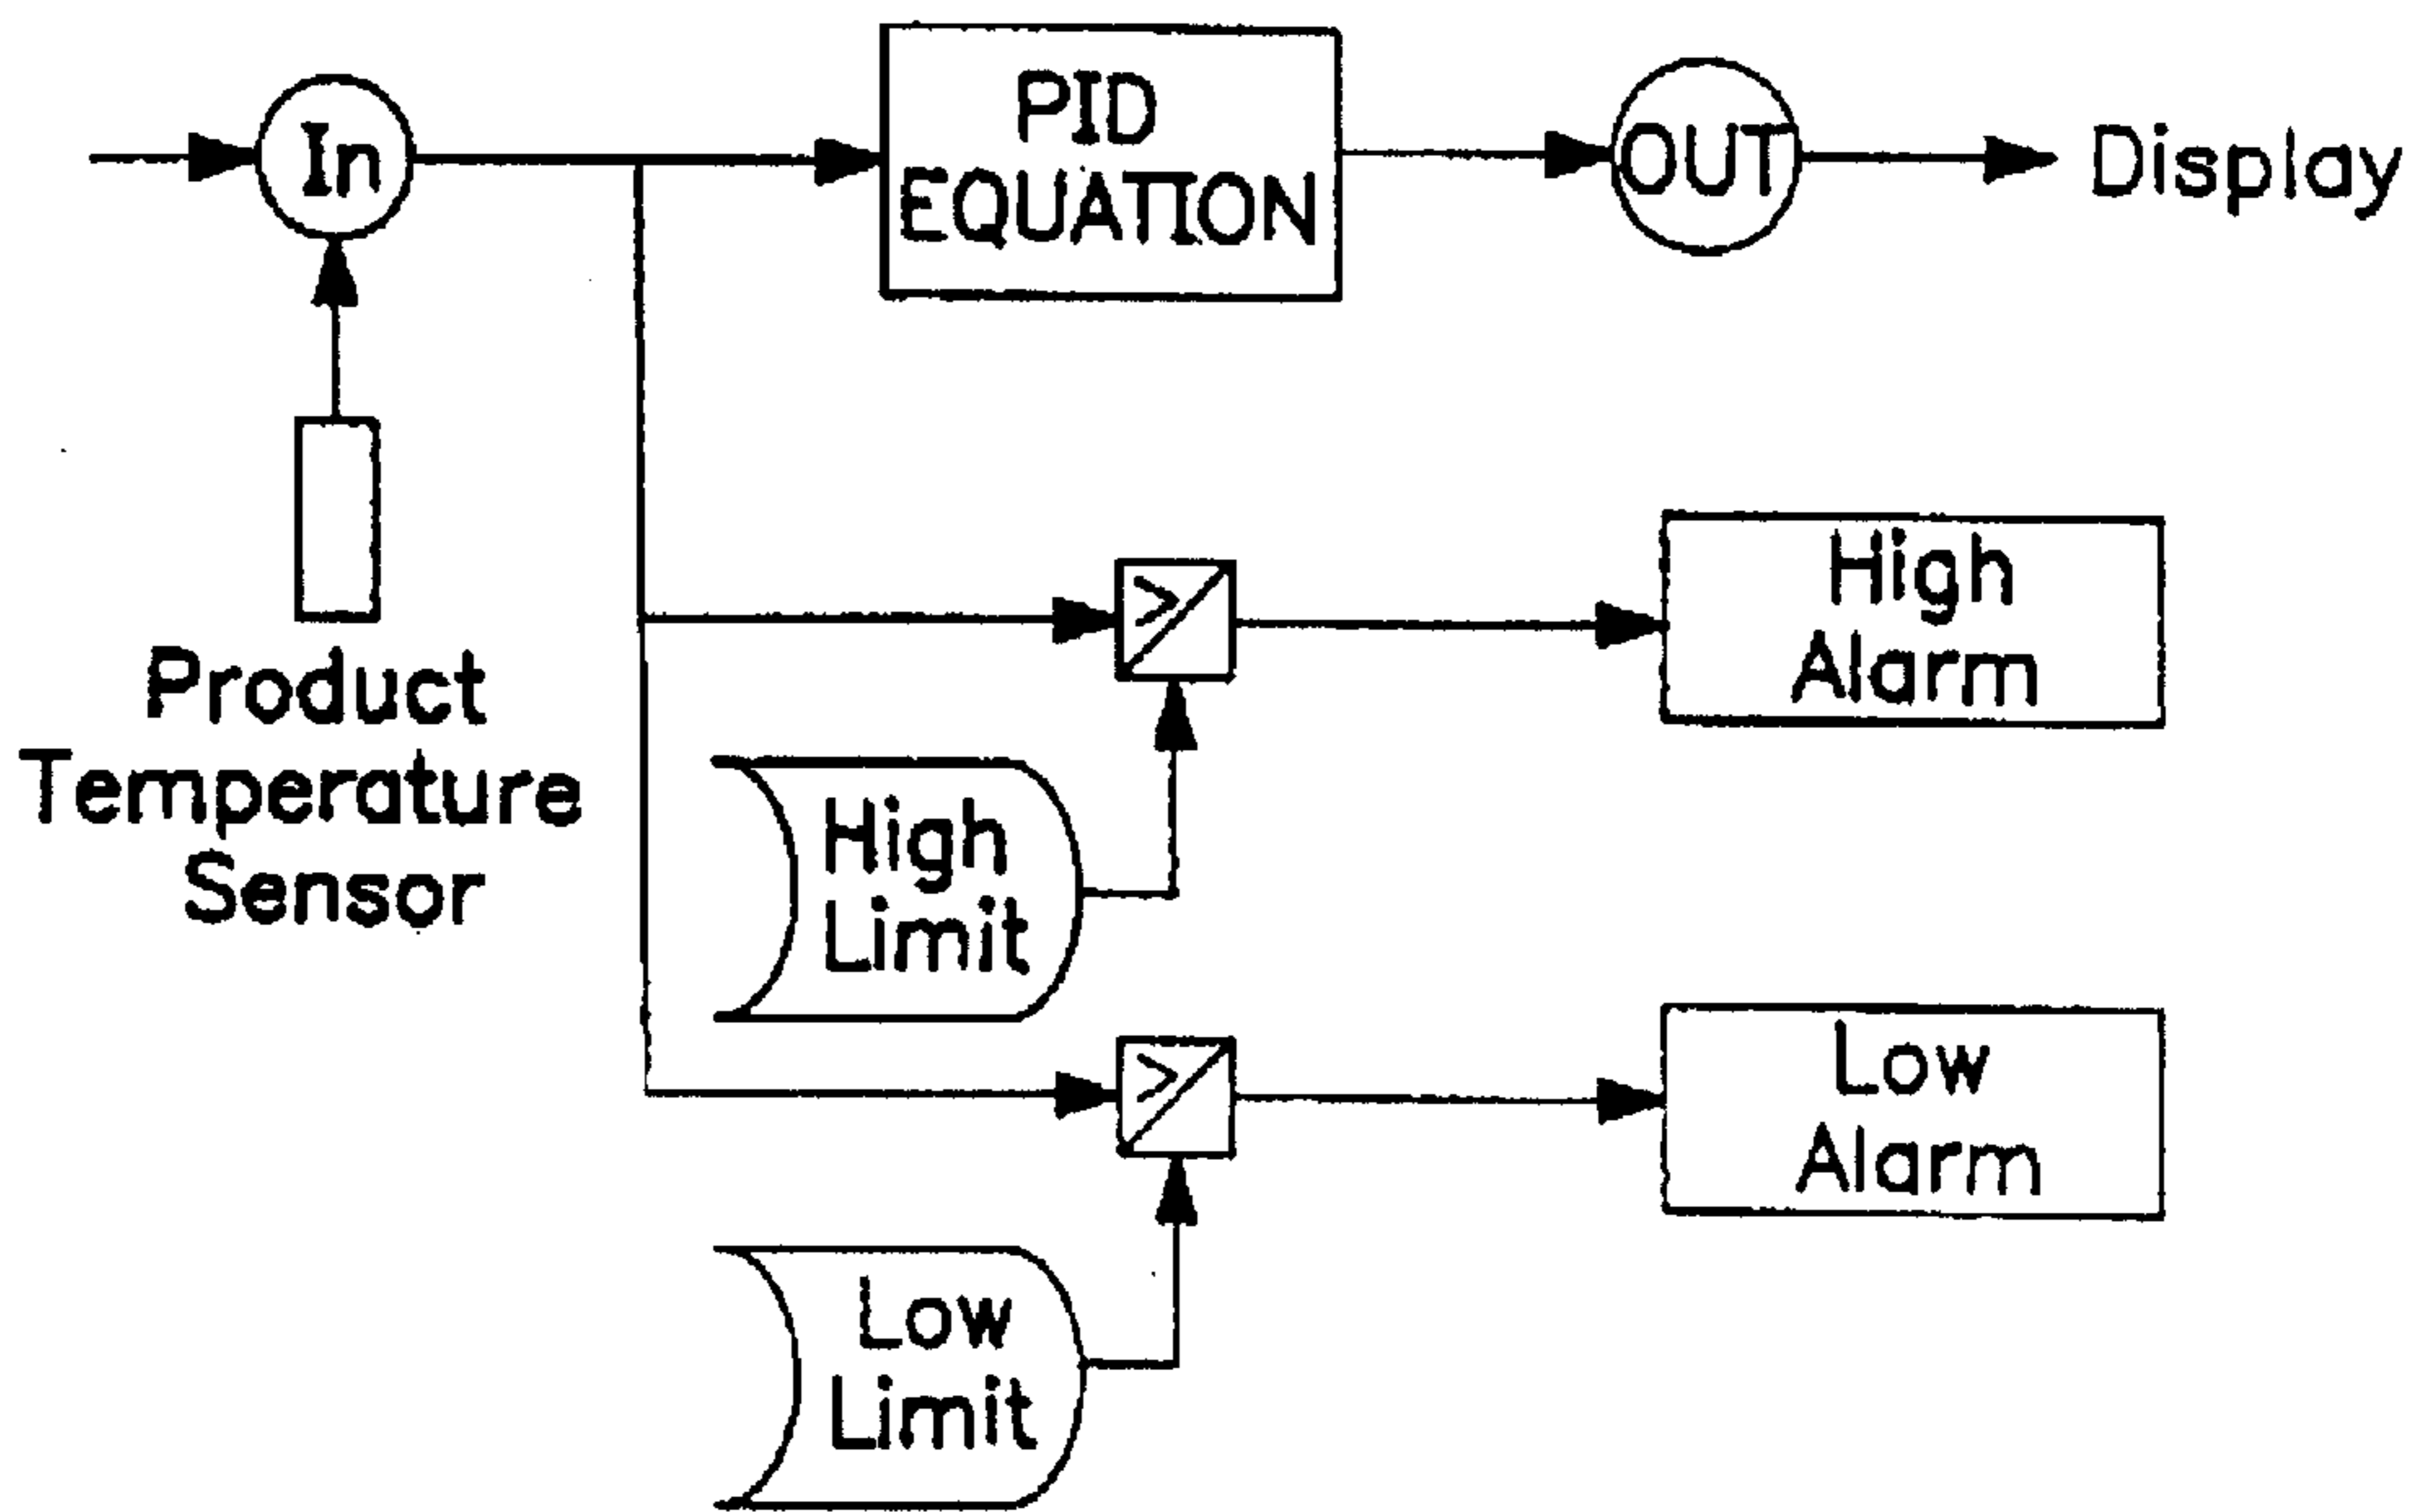 In
PID
EQUATION
OUT
Display
Product
Temperature
Sensor
>
High
Alarm
High
Limit
>
Low
Alarm
Low
Limit